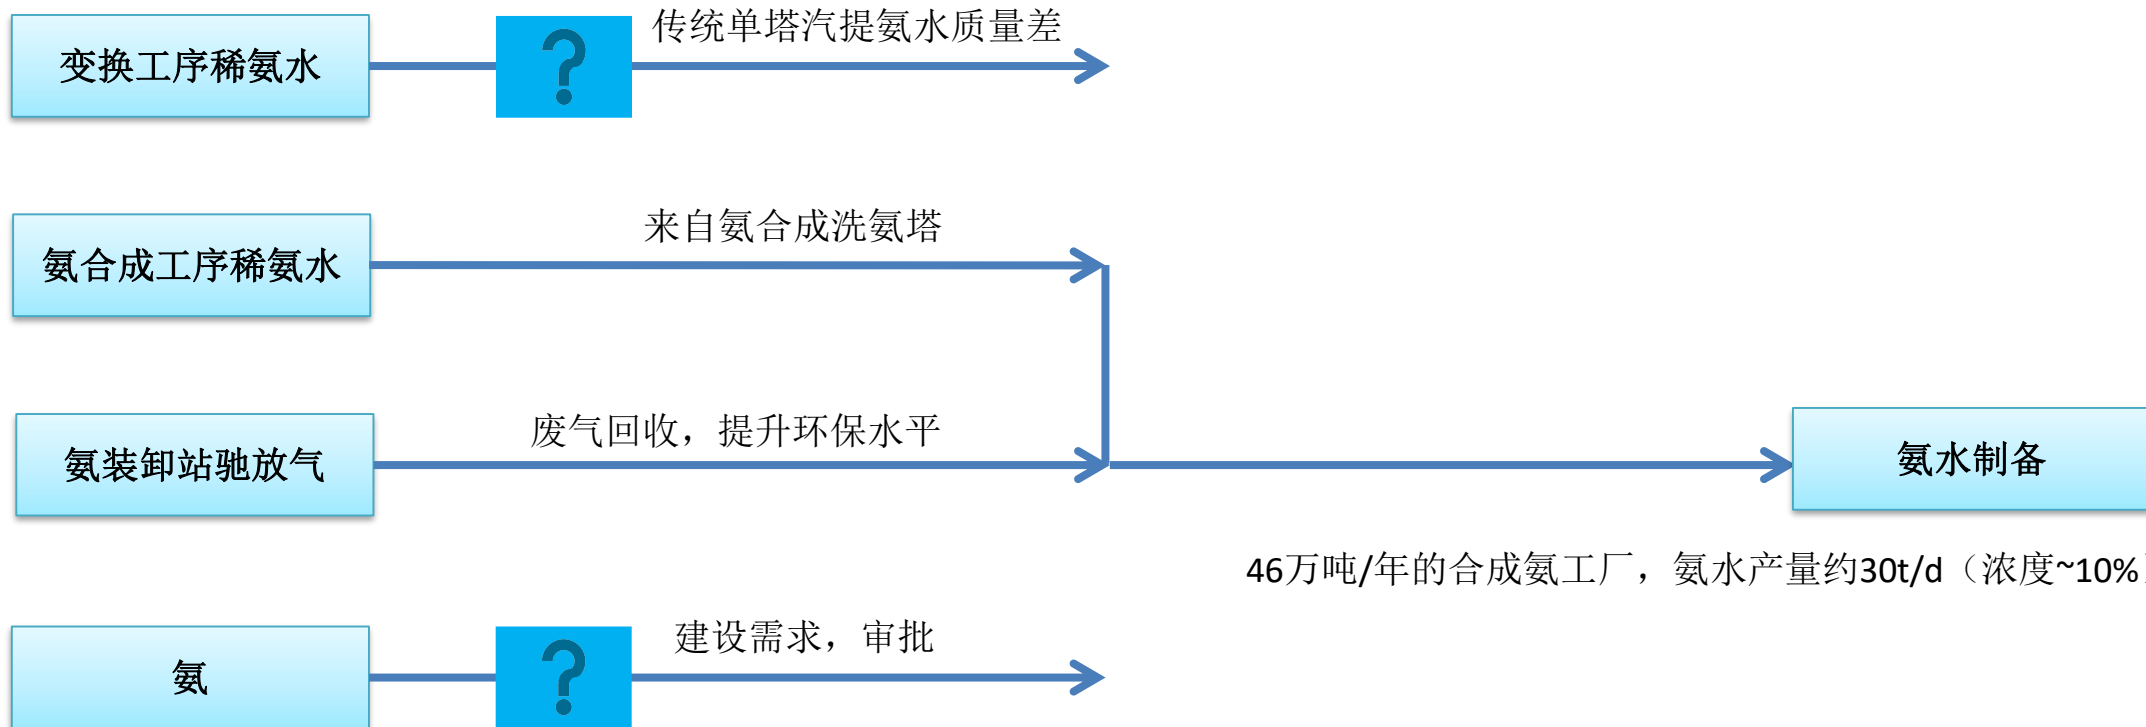 传统单塔汽提氨水质量差
变换工序稀氨水
?
来自氨合成洗氨塔
氨合成工序稀氨水
废气回收，提升环保水平
氨装卸站驰放气
氨水制备
46万吨/年的合成氨工厂，氨水产量约30t/d（浓度~10%
建设需求，审批
氨
?